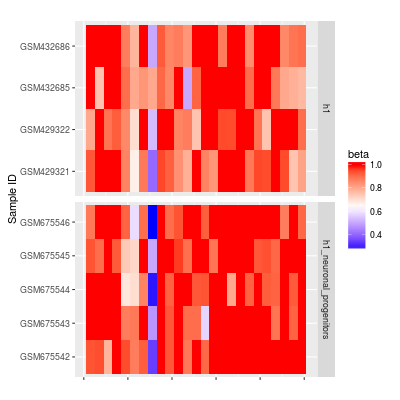 Sample ID
GSM432686
GSM432685
GSM429322
GSM429321
h1
GSM675546
GSM675545
GSM675544
GSM675543
GSM675542
h1_neuronal_progenitors
beta
1.0
0.8
0.6
0.4